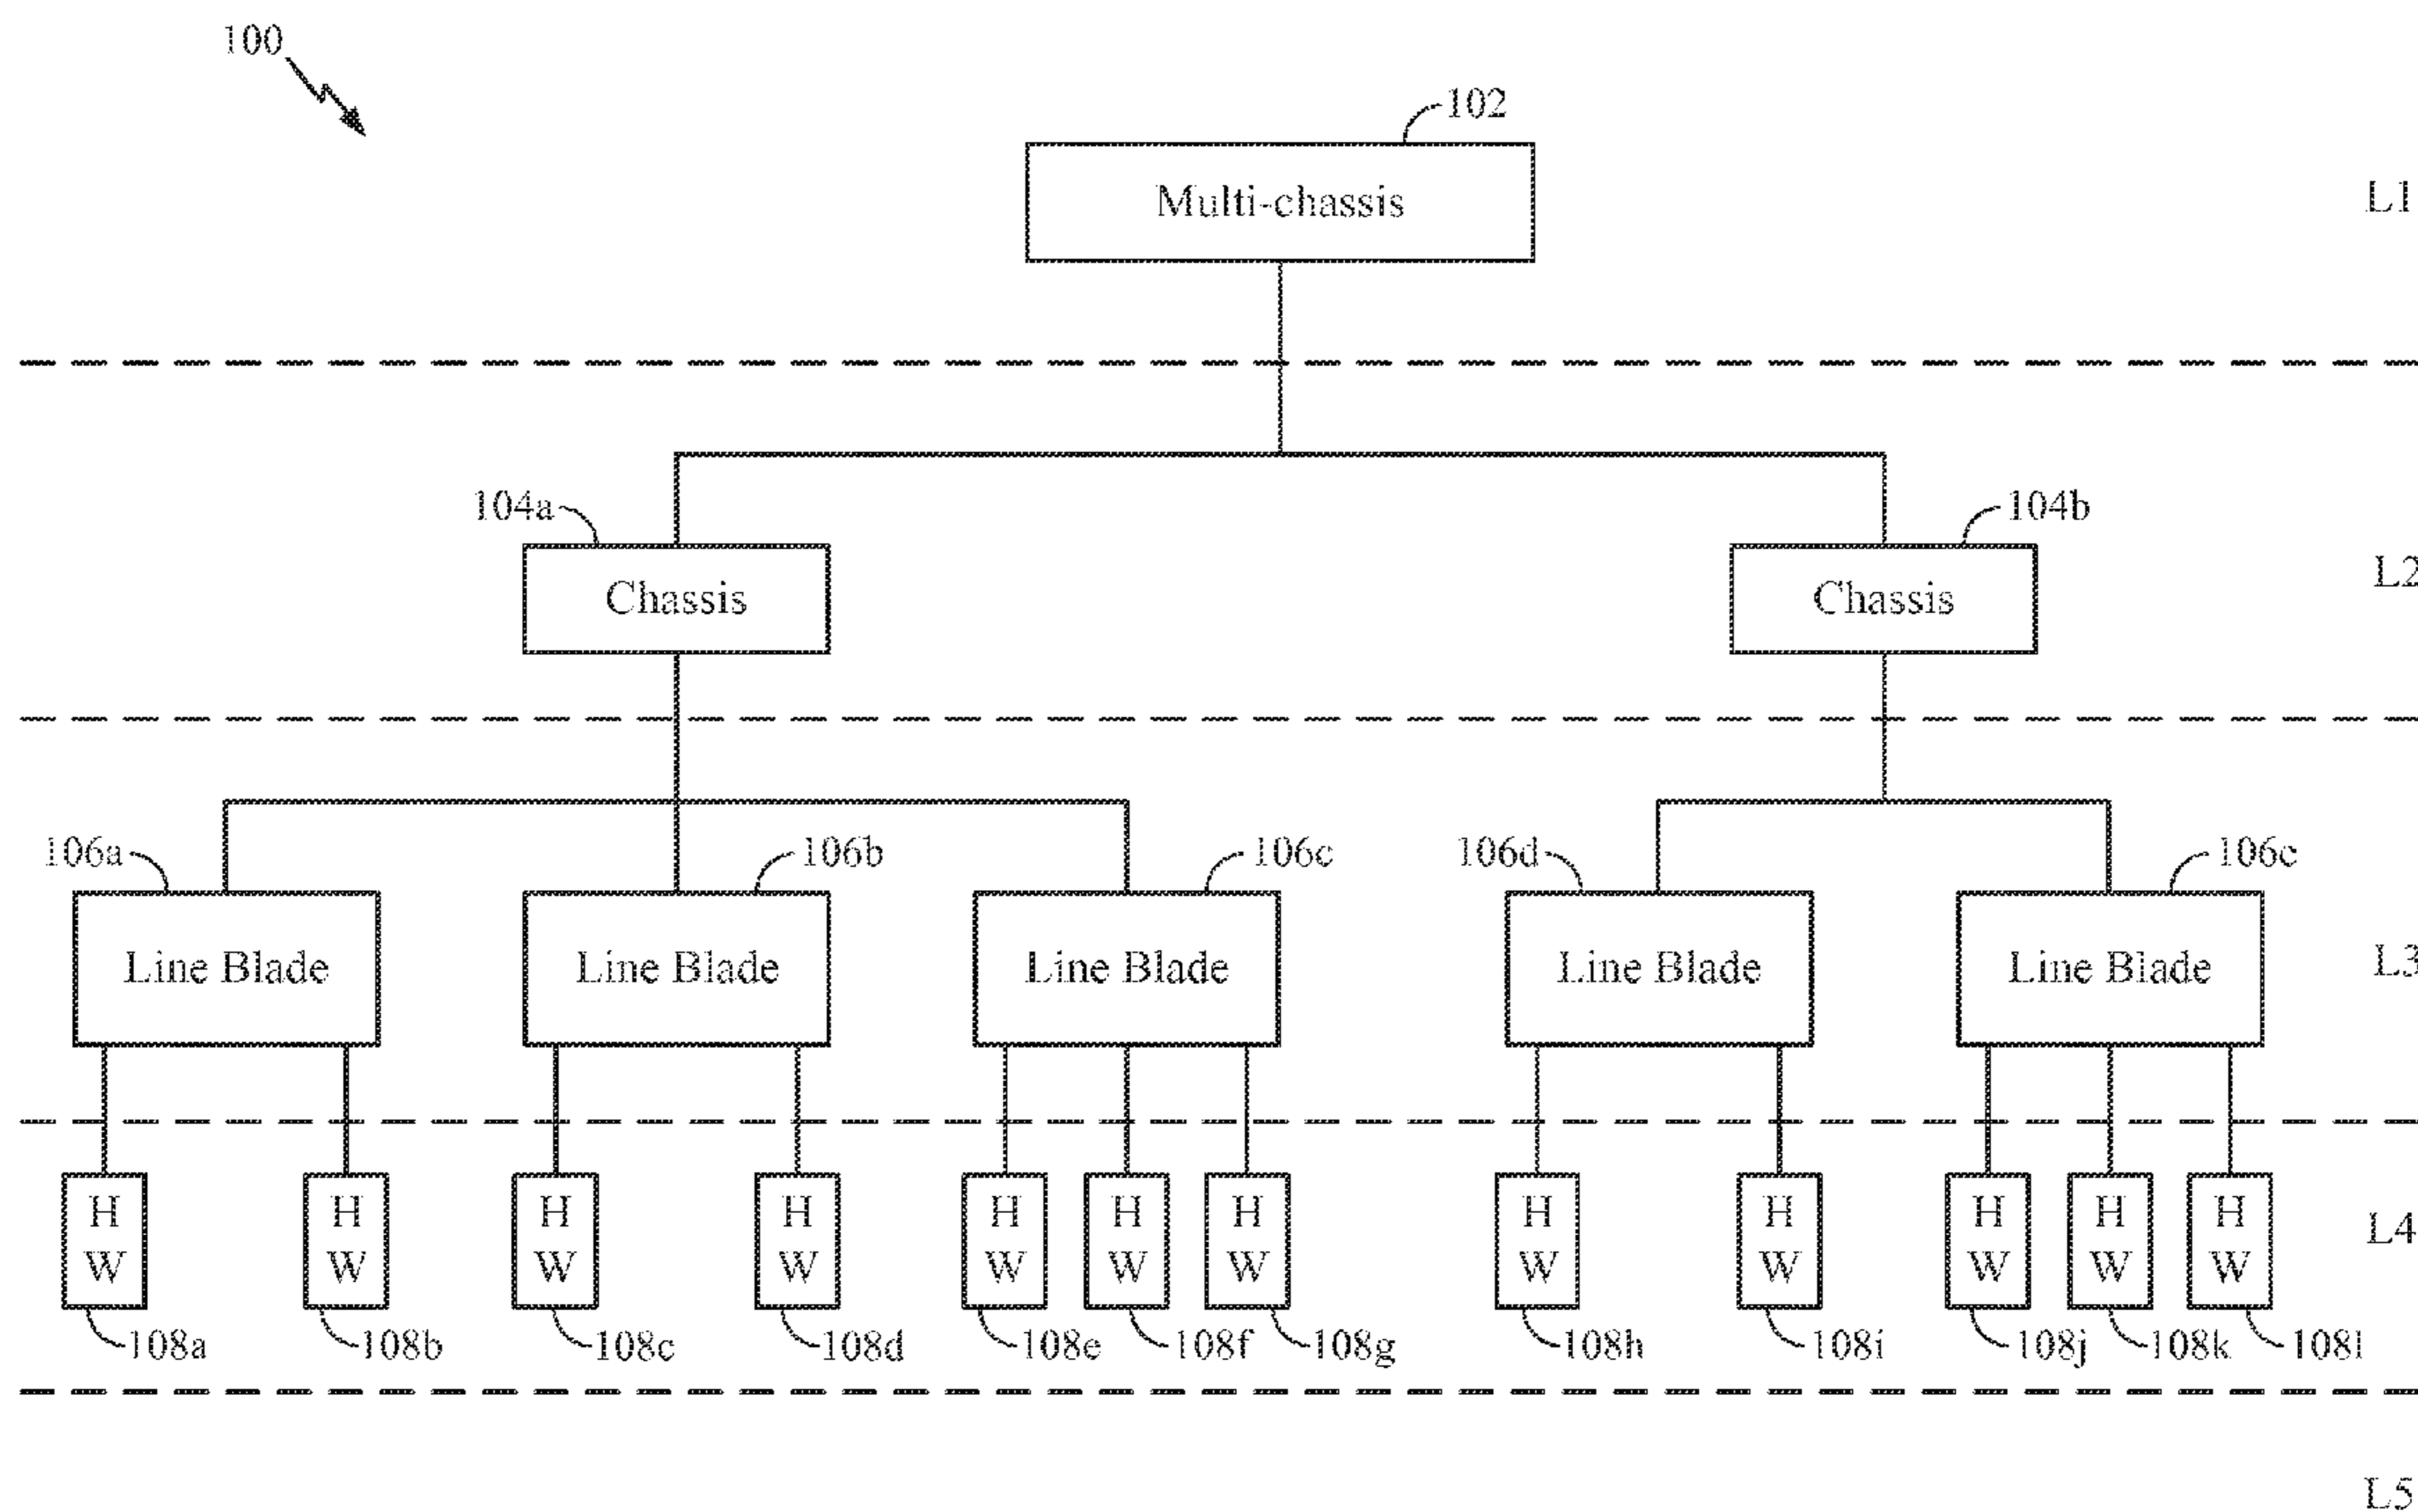 100
102
Multi-chassis
L1
104a
104b
Chassis
Chassis
L2
106a
106b
106c
106d
106c
Line Blade
Line Blade
Line Blade
Line Blade
Line Blade
L3
H W
H W
H W
H W
H W
H W
H W
H W
H W
H W
H W
H W
L4
108a
108b
108c
108d
108e
108f
108g
108h
108i
108j
108k
108l
L5